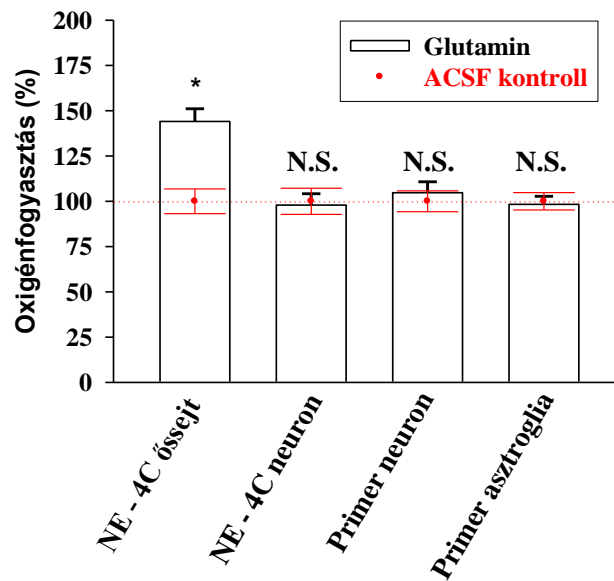 Oxigénfogyasztás (%)
200
175
150
125
100
75
50
25
0
Glutamin
ACSF kontroll
*
N.S.
N.S.
N.S.
NE - 4C őssejt
NE - 4C neuron
Primer neuron
Primer asztroglia